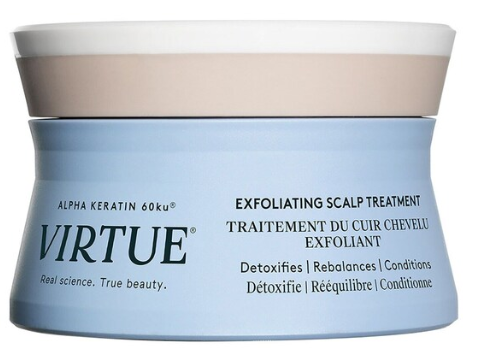 ALPHA KERATIN 60ku®
VIRTUE®
Real science. True beauty.
EXFOLIATING SCALP TREATMENT
TRAITEMENT DU CUIR CHEVELU
EXFOLIANT
Detoxifies | Rebalances | Conditions
Détoxifie | Rééquilibre | Conditionne